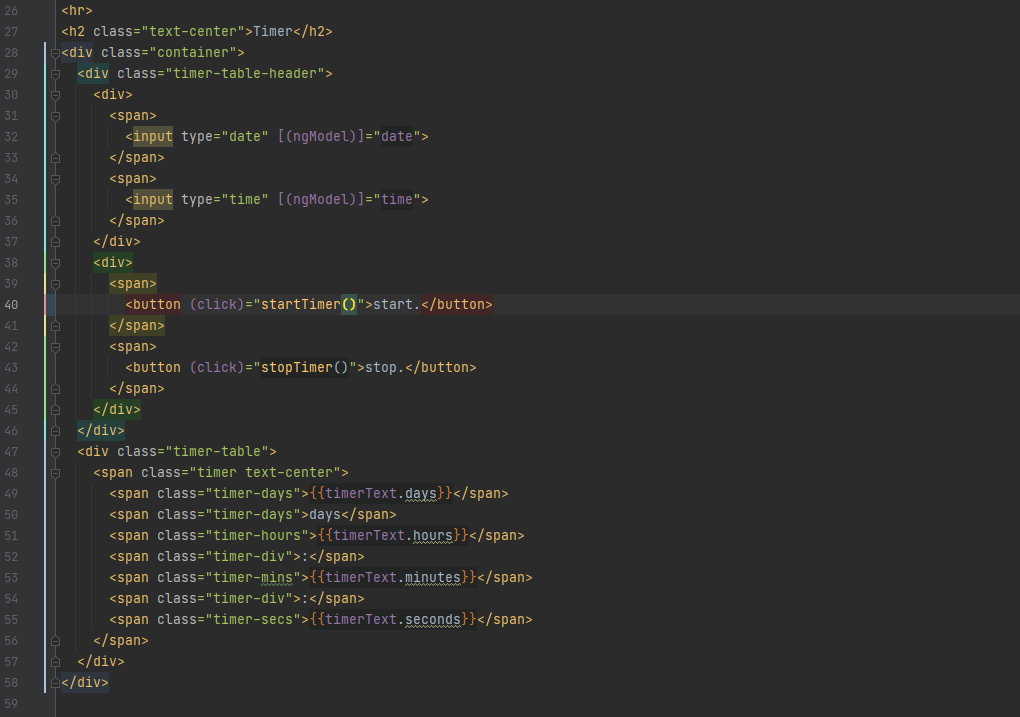 26 <hr>
27 <h2 class="text-center">Timer</h2>
28 <div class="container">
29   <div class="timer-table-header">
30     <div>
31       <span>
32         <input type="date" [(ngModel)]="date">
33       </span>
34       <span>
35         <input type="time" [(ngModel)]="time">
36       </span>
37     </div>
38     <div>
39       <span>
40         <button (click)="startTimer()">start.</button>
41       </span>
42       <span>
43         <button (click)="stopTimer()">stop.</button>
44       </span>
45     </div>
46   </div>
47   <div class="timer-table">
48     <span class="timer text-center">
49       <span class="timer-days">{{timerText.days}}</span>
50       <span class="timer-days">days</span>
51       <span class="timer-hours">{{timerText.hours}}</span>
52       <span class="timer-div">:</span>
53       <span class="timer-mins">{{timerText.minutes}}</span>
54       <span class="timer-div">:</span>
55       <span class="timer-secs">{{timerText.seconds}}</span>
56     </span>
57   </div>
58 </div>
59